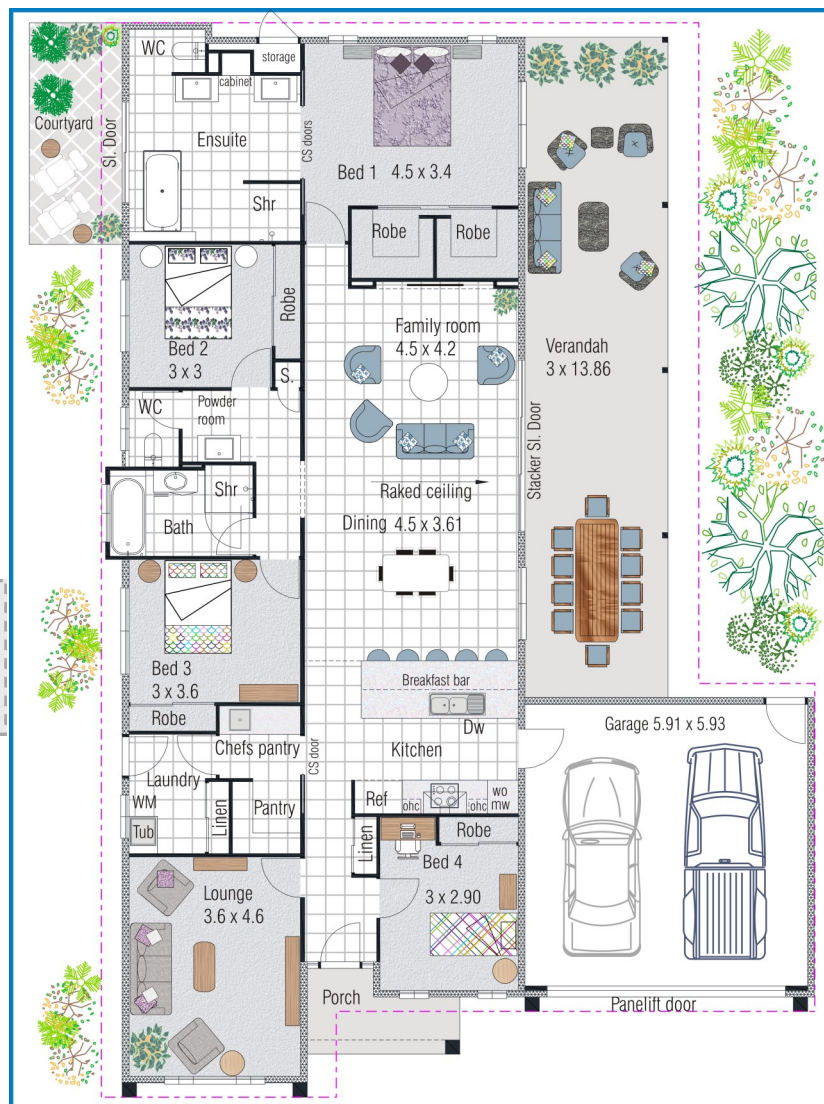 WC
storage
cabinet
Courtyard
Sl. Door
Ensuite
CS doors
Bed 1 4.5 x 3.4
Shr
Robe
Robe
Robe
Family room
4.5 x 4.2
Bed 2
3 x 3
Verandah
3 x 13.86
S.
WC
Powder
room
Stacker Sl. Door
Shr
Raked ceiling
Bath
Dining 4.5 x 3.61
Bed 3
3 x 3.6
Breakfast bar
Robe
Dw
Garage 5.91 x 5.93
Chefs pantry
CS door
Kitchen
Laundry
Ref
ohc
ohc
wo
mw
WM
Linen
Pantry
Tub
Robe
Linen
Bed 4
3 x 2.90
Lounge
3.6 x 4.6
Porch
Panelift door